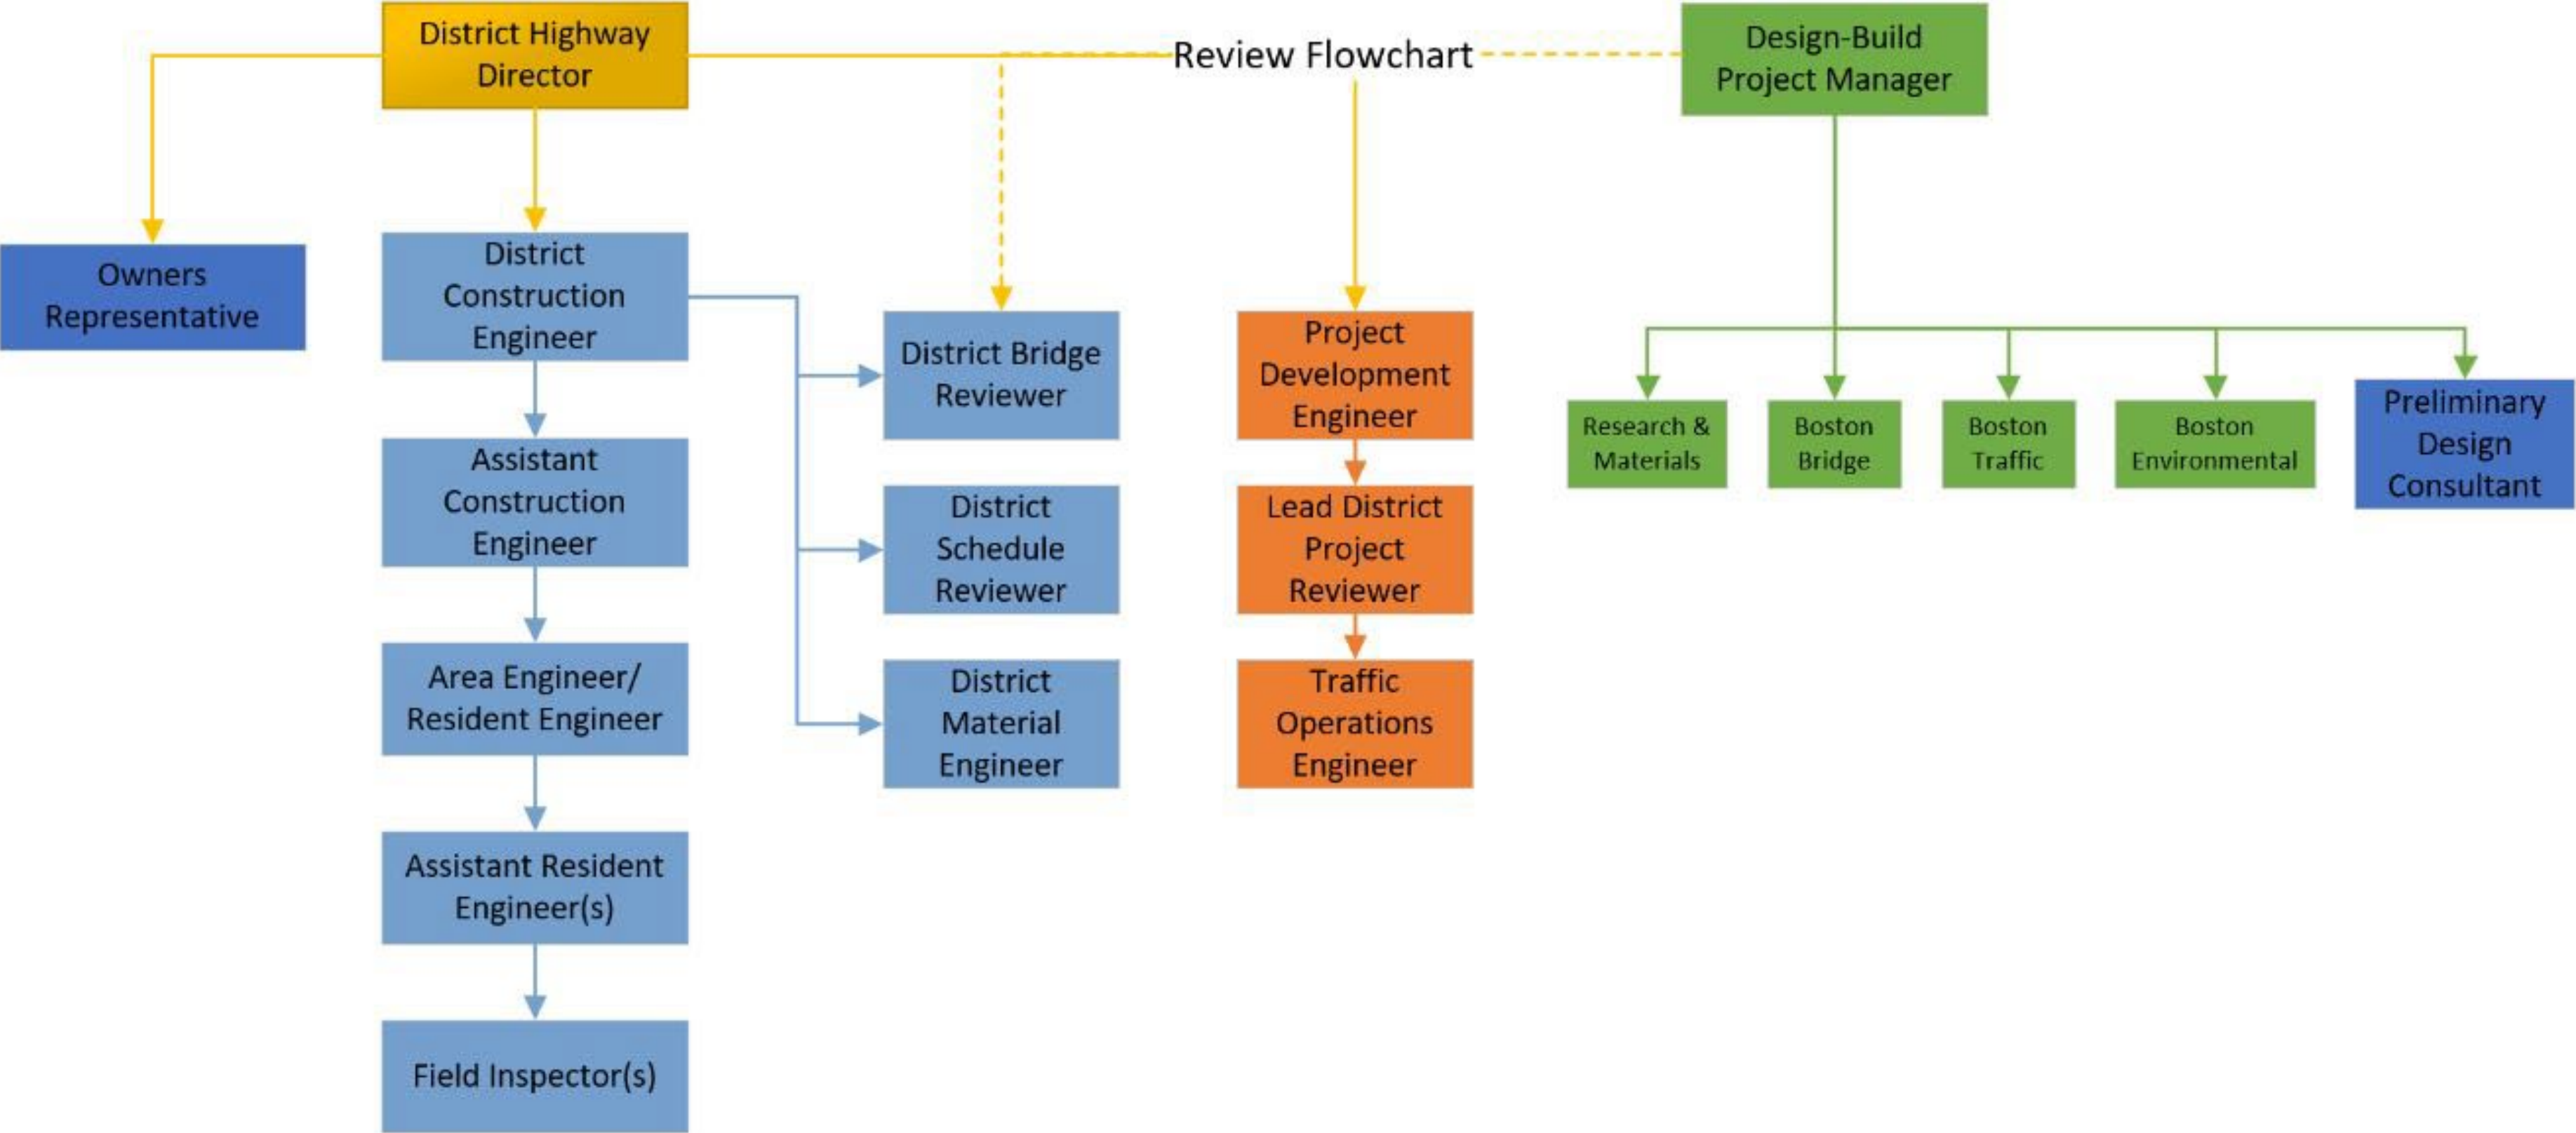 District Highway
Director
Review Flowchart
Design-Build
Project Manager
Owners
Representative
District
Construction
Engineer
District Bridge
Reviewer
Project
Development
Engineer
Research &
Materials
Boston
Bridge
Boston
Traffic
Boston
Environmental
Preliminary
Design
Consultant
Assistant
Construction
Engineer
District
Schedule
Reviewer
Lead District
Project
Reviewer
Area Engineer/
Resident Engineer
District
Material
Engineer
Traffic
Operations
Engineer
Assistant Resident
Engineer(s)
Field Inspector(s)